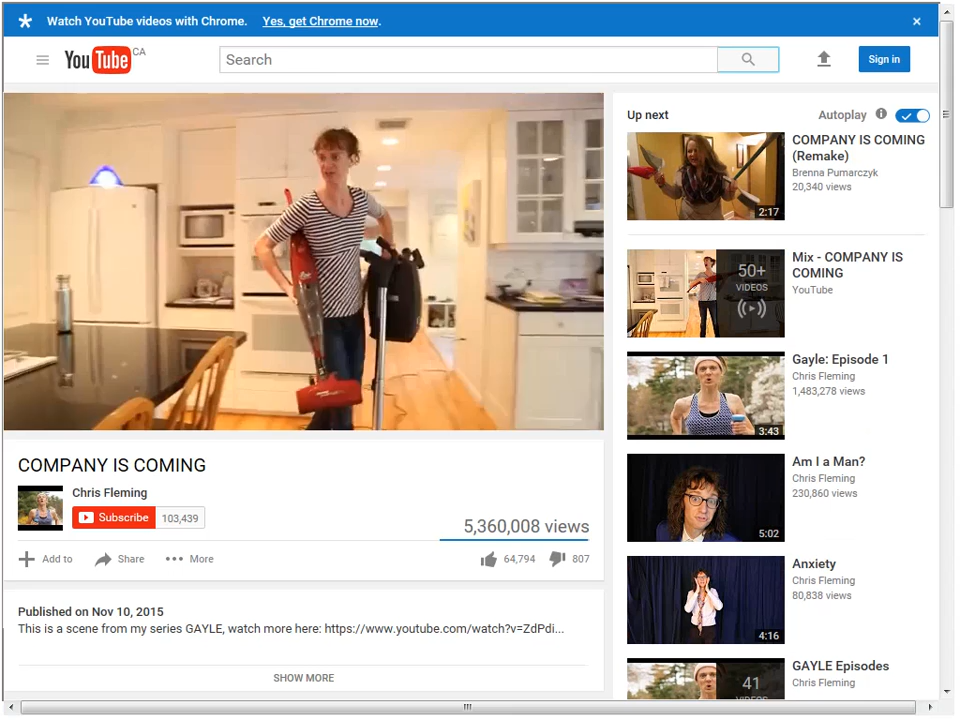 Watch YouTube videos with Chrome. Yes, get Chrome now.
YouTube CA
Search
Sign in
COMPANY IS COMING
Chris Fleming
Subscribe 103,439
5,360,008 views
Add to Share More 64,794 807
Published on Nov 10, 2015
This is a scene from my series GAYLE, watch more here: https://www.youtube.com/watch?v=ZdPdi...
SHOW MORE
Up next Autoplay
COMPANY IS COMING
(Remake)
Brenna Pumarczyk
20,340 views
2:17
50+
VIDEOS
Mix - COMPANY IS
COMING
YouTube
Gayle: Episode 1
Chris Fleming
1,483,278 views
3:43
Am I a Man?
Chris Fleming
230,860 views
5:02
Anxiety
Chris Fleming
80,838 views
4:16
GAYLE Episodes
Chris Fleming
41
VIDEOS